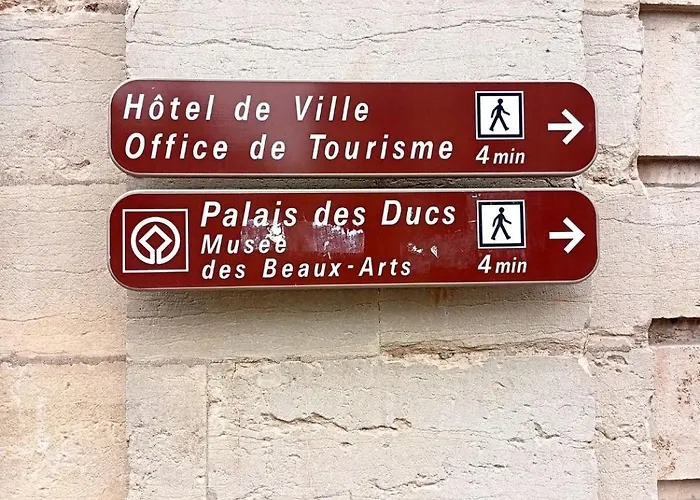 Hôtel de Ville
Office de Tourisme
4 min
Palais des Ducs
Musée
des Beaux-Arts
4 min